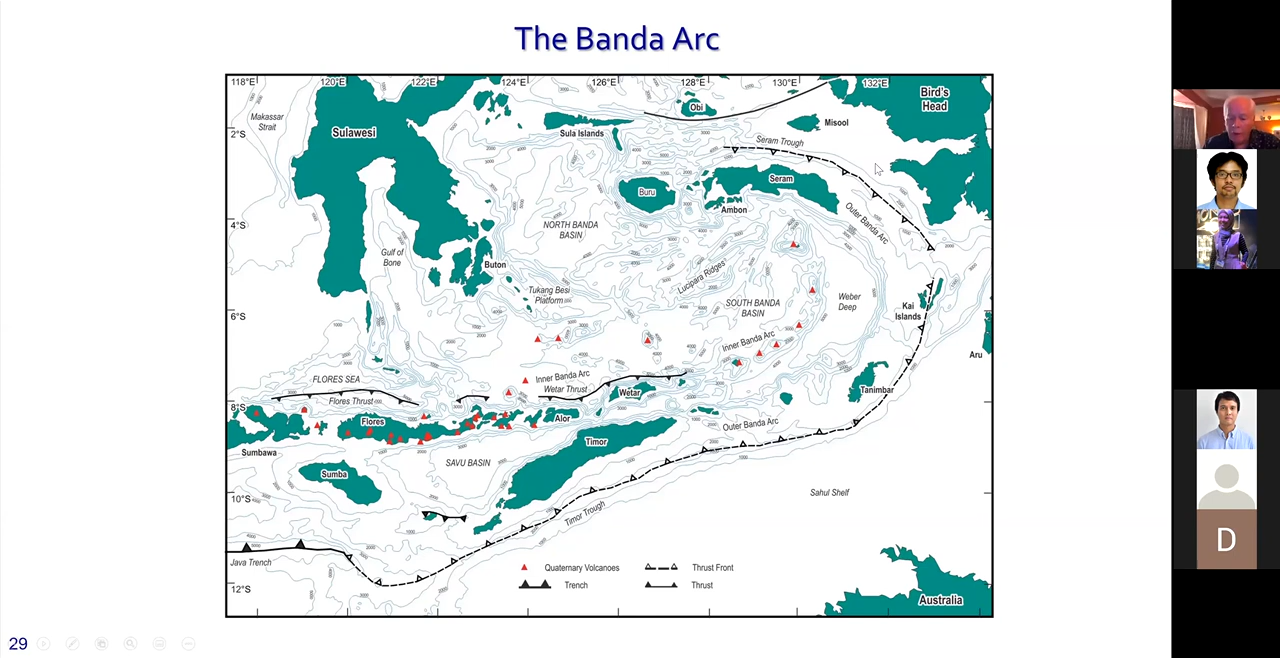 The Banda Arc
118°E
120°E
122°E
124°E
126°E
128°E
130°E
132°E
2°S
4°S
6°S
8°S
10°S
12°S
Makassar
Strait
Sulawesi
Sula Islands
Obi
Misool
Bird's
Head
Seram Trough
Seram
Buru
Ambon
Outer Banda Arc
NORTH BANDA
BASIN
Gulf of
Bone
Buton
Tukang Besi
Platform
Lucipara Ridges
SOUTH BANDA
BASIN
Weber
Deep
Kai
Islands
Aru
Inner Banda Arc
FLORES SEA
Flores Thrust
Inner Banda Arc
Wetar Thrust
Wetar
Tanimbar
Flores
Alor
Outer Banda Arc
Timor
Sumbawa
SAVU BASIN
Sumba
Sahul Shelf
Timor Trough
Java Trench
Quaternary Volcanoes
Thrust Front
Trench
Thrust
Australia
29
D